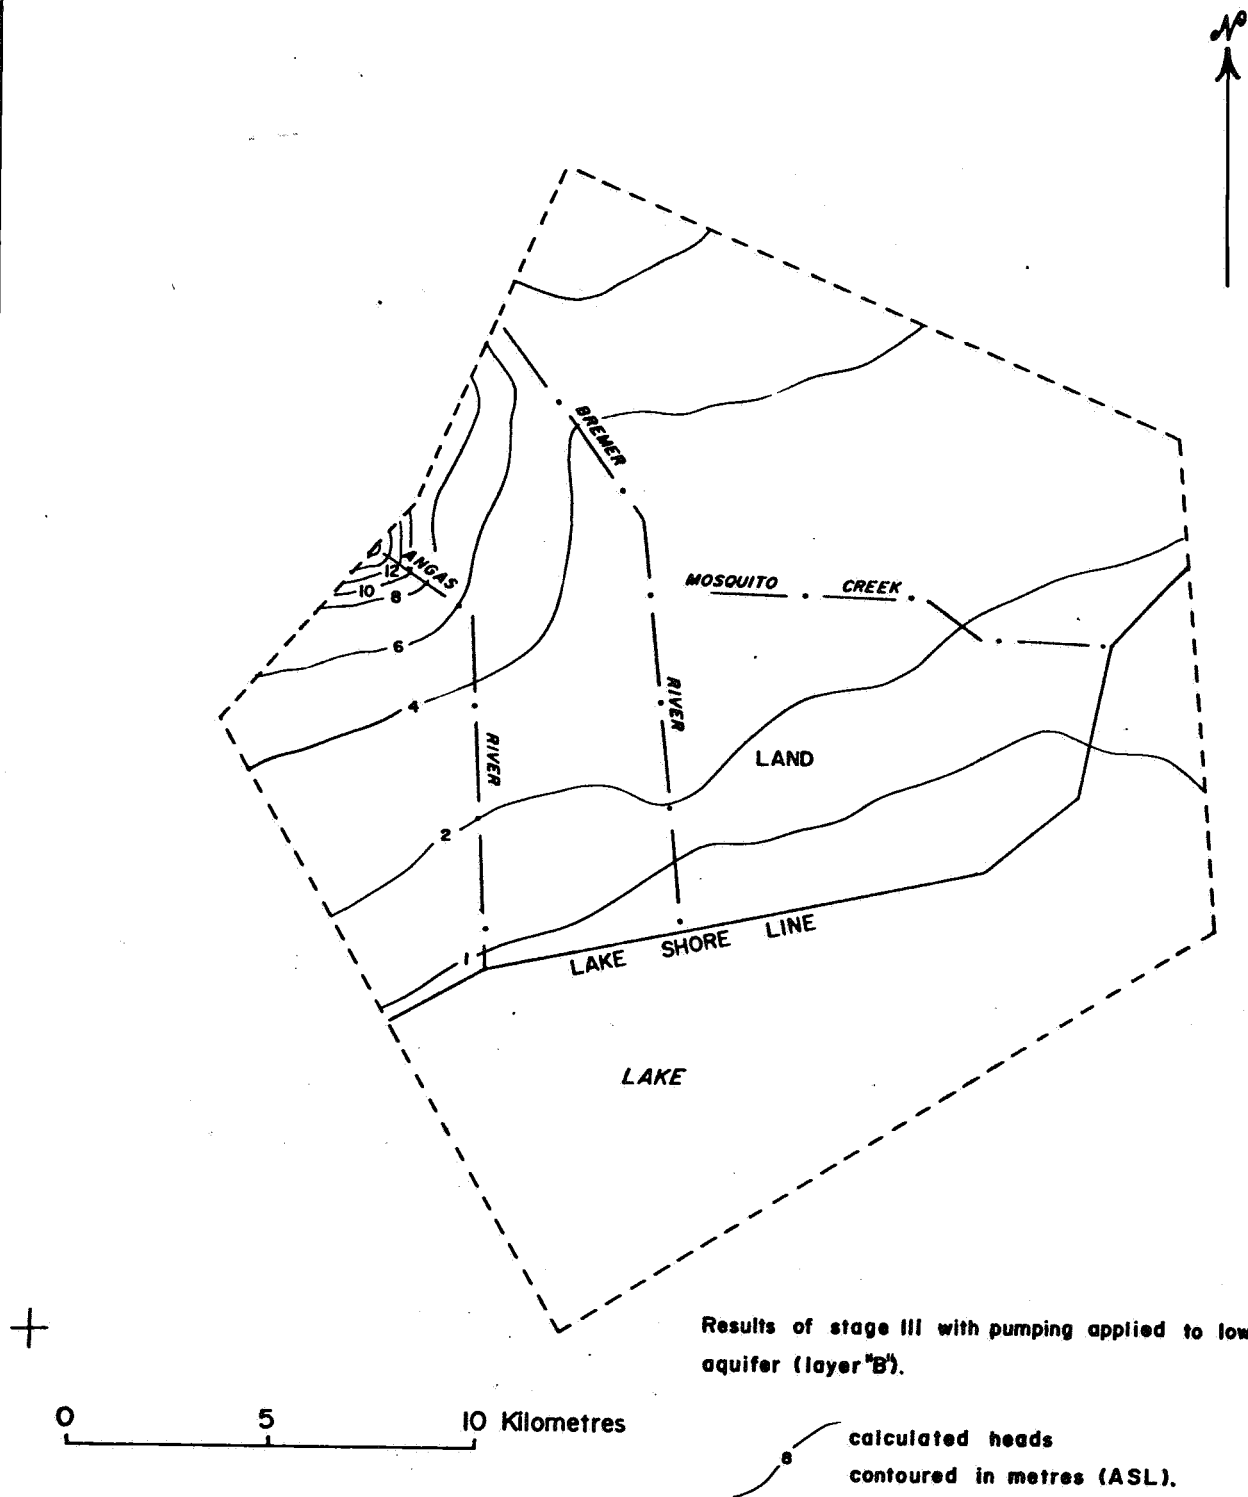 N
BREMER
ANGAS
12
10
8
6
4
2
1
MOSQUITO CREEK
RIVER
RIVER
LAND
LAKE SHORE LINE
LAKE
Results of stage III with pumping applied to low
aquifer (layer "B").
0 5 10 Kilometres
8
calculated heads
contoured in metres (ASL).